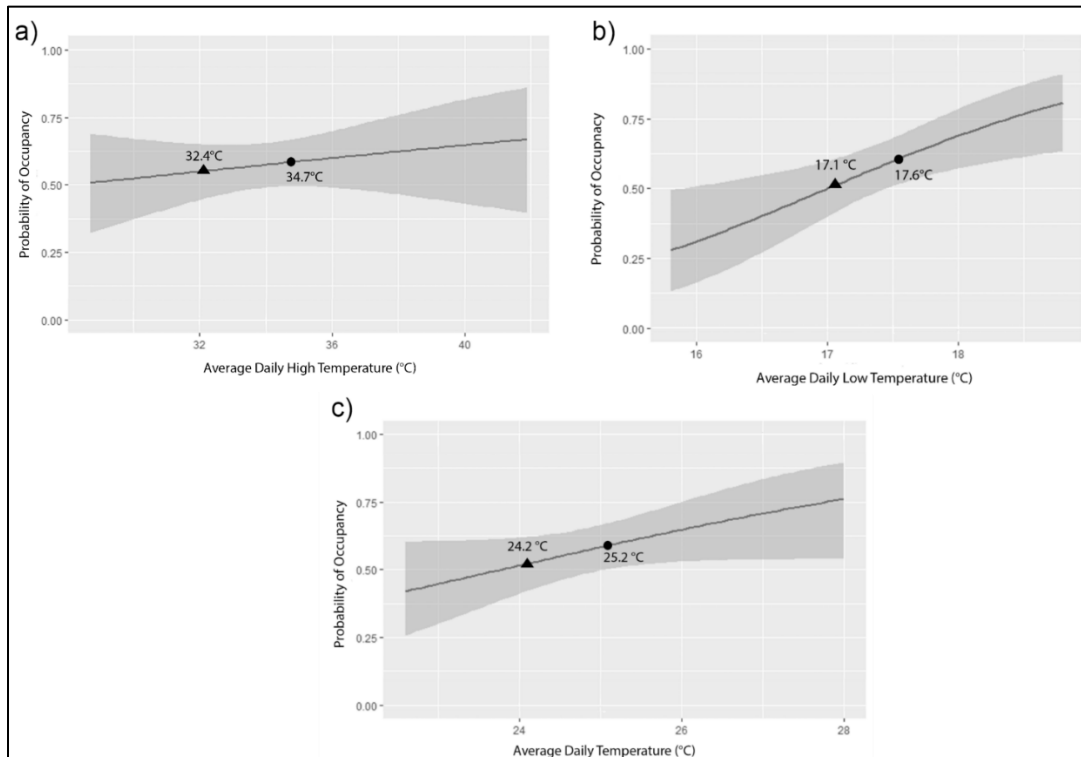 a)
1.00
0.75
0.50
0.25
0.00
Probability of Occupancy
32.4°C
34.7°C
32
36
40
Average Daily High Temperature (°C)
b)
1.00
0.75
0.50
0.25
0.00
Probability of Occupnacy
17.1 °C
17.6°C
16
17
18
Average Daily Low Temperature (°C)
c)
1.00
0.75
0.50
0.25
0.00
Probability of Occupancy
24.2 °C
25.2 °C
24
26
28
Average Daily Temperature (°C)